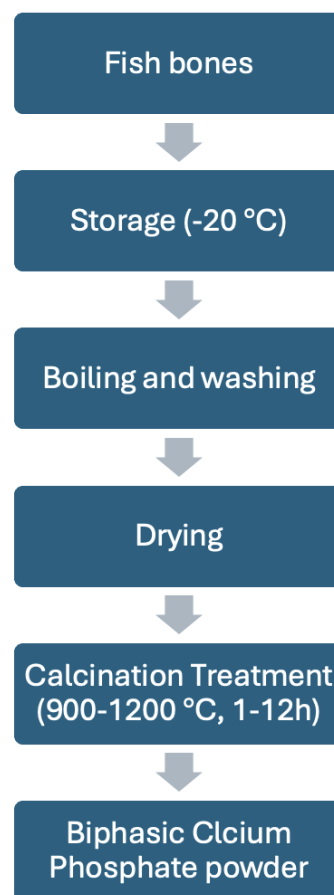 Fish bones
Storage (-20 °C)
Boiling and washing
Drying
Calcination Treatment
(900-1200 °C, 1-12h)
Biphasic Clcium
Phosphate powder